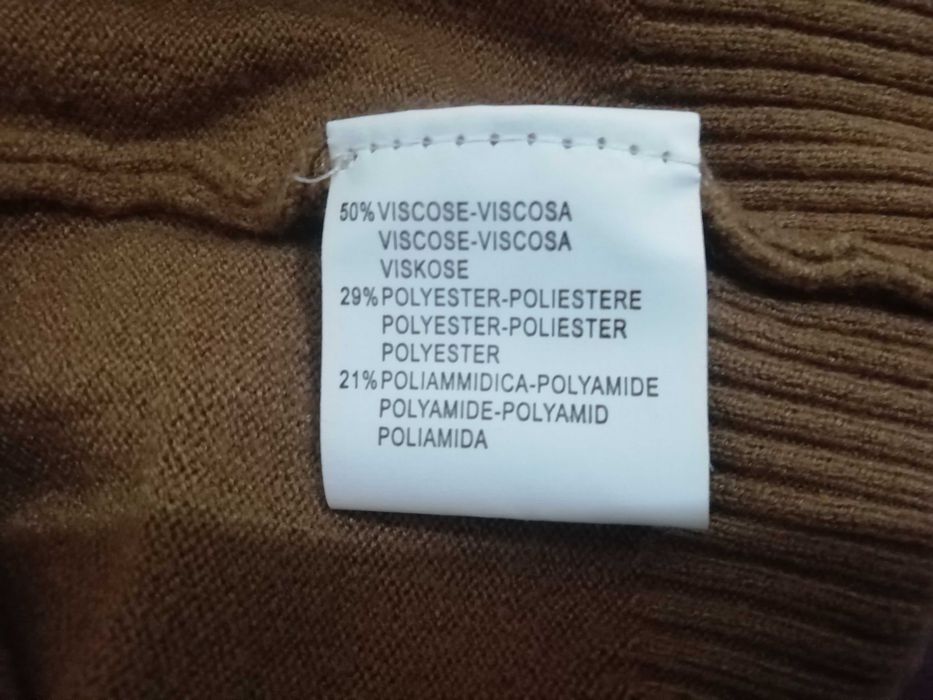 50% VISCOSE-VISCOSA
VISCOSE-VISCOSA
VISKOSE
29% POLYESTER-POLIESTERE
POLYESTER-POLIESTER
POLYESTER
21% POLIAMMIDICA-POLYAMIDE
POLYAMIDE-POLYAMID
POLIAMIDA